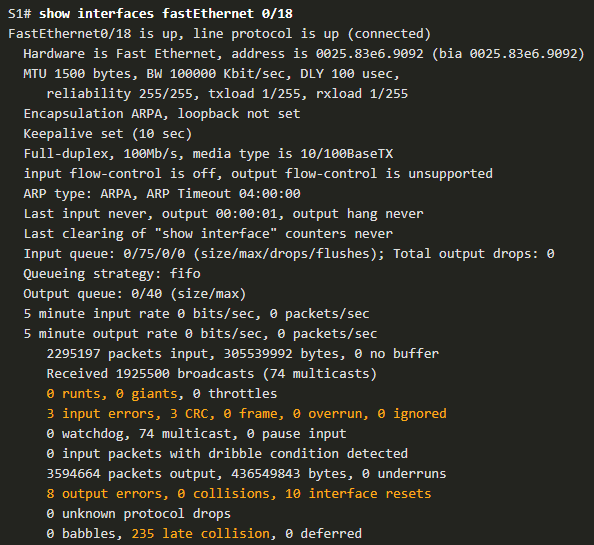 S1# show interfaces fastEthernet 0/18
FastEthernet0/18 is up, line protocol is up (connected)
Hardware is Fast Ethernet, address is 0025.83e6.9092 (bia 0025.83e6.9092)
MTU 1500 bytes, BW 100000 Kbit/sec, DLY 100 usec,
reliability 255/255, txload 1/255, rxload 1/255
Encapsulation ARPA, loopback not set
Keepalive set (10 sec)
Full-duplex, 100Mb/s, media type is 10/100BaseTX
input flow-control is off, output flow-control is unsupported
ARP type: ARPA, ARP Timeout 04:00:00
Last input never, output 00:00:01, output hang never
Last clearing of "show interface" counters never
Input queue: 0/75/0/0 (size/max/drops/flushes); Total output drops: 0
Queueing strategy: fifo
Output queue: 0/40 (size/max)
5 minute input rate 0 bits/sec, 0 packets/sec
5 minute output rate 0 bits/sec, 0 packets/sec
2295197 packets input, 305539992 bytes, 0 no buffer
Received 1925500 broadcasts (74 multicasts)
0 runts, 0 giants, 0 throttles
3 input errors, 3 CRC, 0 frame, 0 overrun, 0 ignored
0 watchdog, 74 multicast, 0 pause input
0 input packets with dribble condition detected
3594664 packets output, 436549843 bytes, 0 underruns
8 output errors, 0 collisions, 10 interface resets
0 unknown protocol drops
0 babbles, 235 late collision, 0 deferred